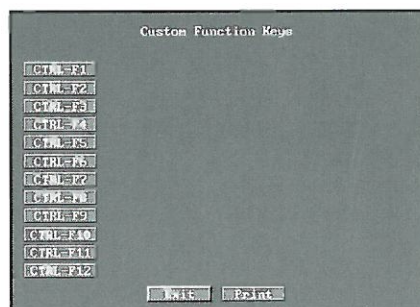 Custom Function Keys
CTRL-F1
CTRL-F2
CTRL-F3
CTRL-F4
CTRL-F5
CTRL-F6
CTRL-F7
CTRL-F8
CTRL-F9
CTRL-F10
CTRL-F11
CTRL-F12
Exit Print